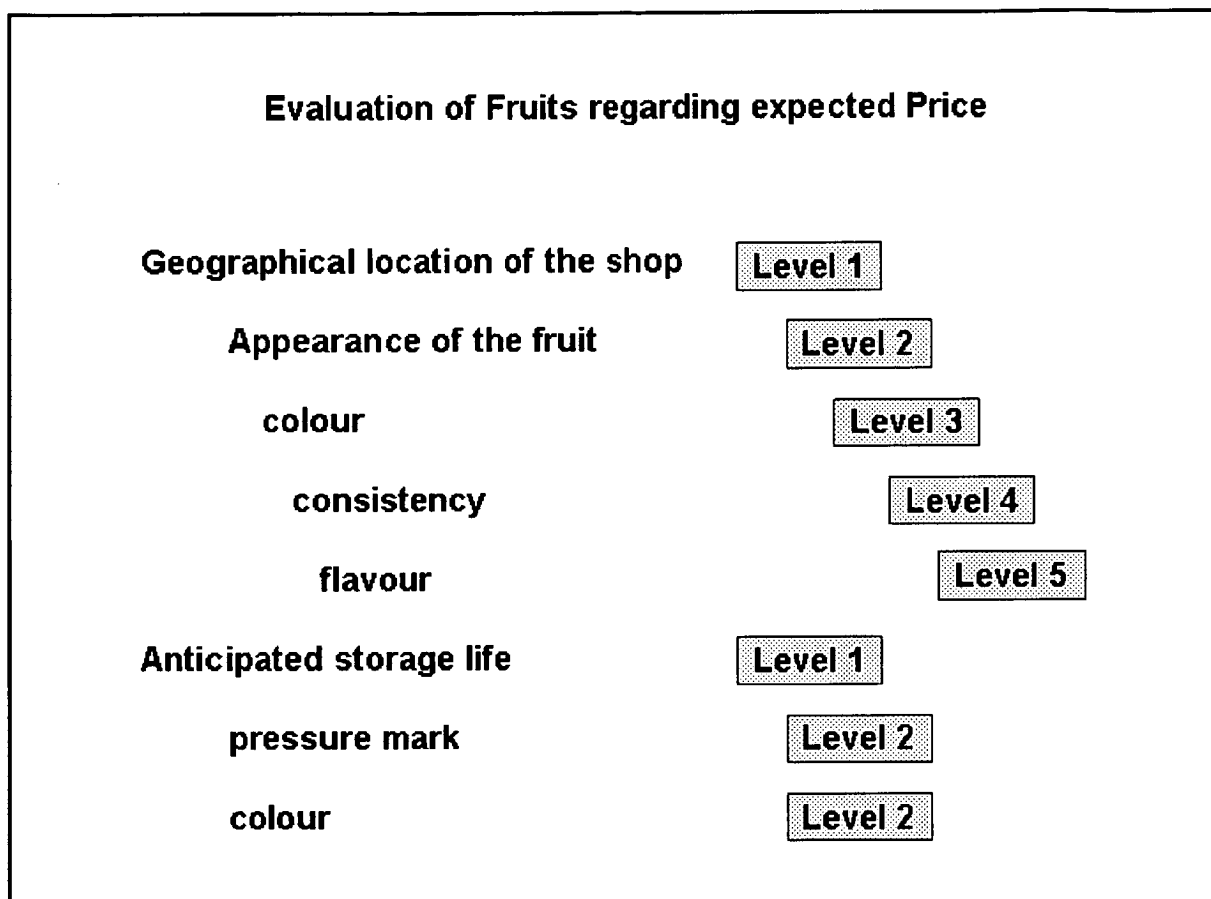 Evaluation of Fruits regarding expected Price
Geographical location of the shop Level 1
Appearance of the fruit Level 2
colour Level 3
consistency Level 4
flavour Level 5
Anticipated storage life Level 1
pressure mark Level 2
colour Level 2